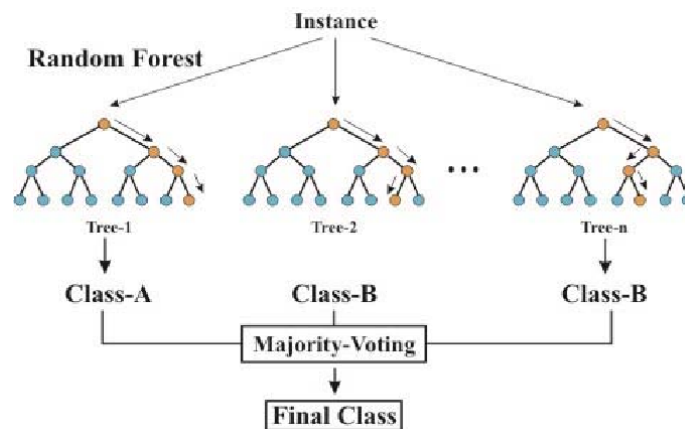 Instance
Random Forest
...
Tree-1 Tree-2 Tree-n
Class-A Class-B Class-B
Majority-Voting
Final Class